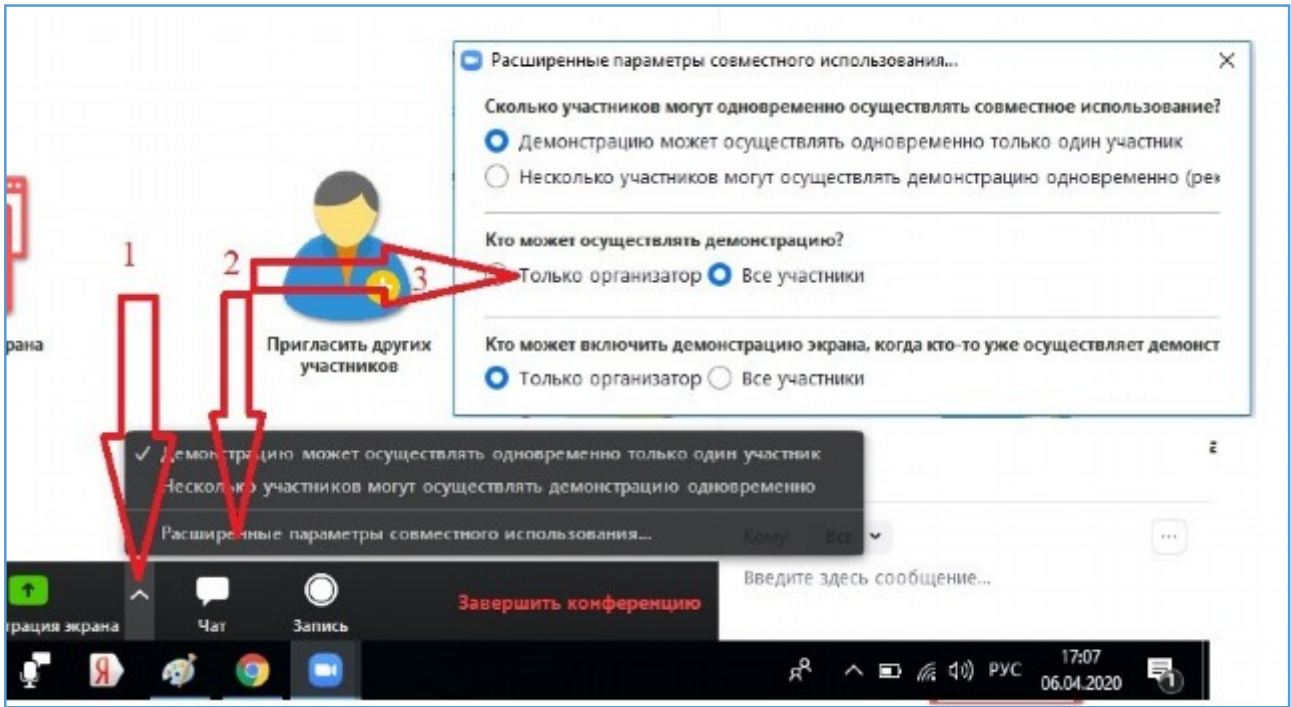 Расширенные параметры совместного использования...
Сколько участников могут одновременно осуществлять совместное использование?
Демонстрацию может осуществлять одновременно только один участник
Несколько участников могут осуществлять демонстрацию одновременно (реж
Кто может осуществлять демонстрацию?
Только организатор Все участники
Кто может включить демонстрацию экрана, когда кто-то уже осуществляет демонст
Только организатор Все участники
1
2
3
рана
Пригласить других
участников
Демонстрацию может осуществлять одновременно только один участник
Несколько участников могут осуществлять демонстрацию одновременно
Расширенные параметры совместного использования...
Кому: Все
Введите здесь сообщение...
трация экрана
Чат
Запись
Завершить конференцию
Я
РУС
17:07
06.04.2020
1